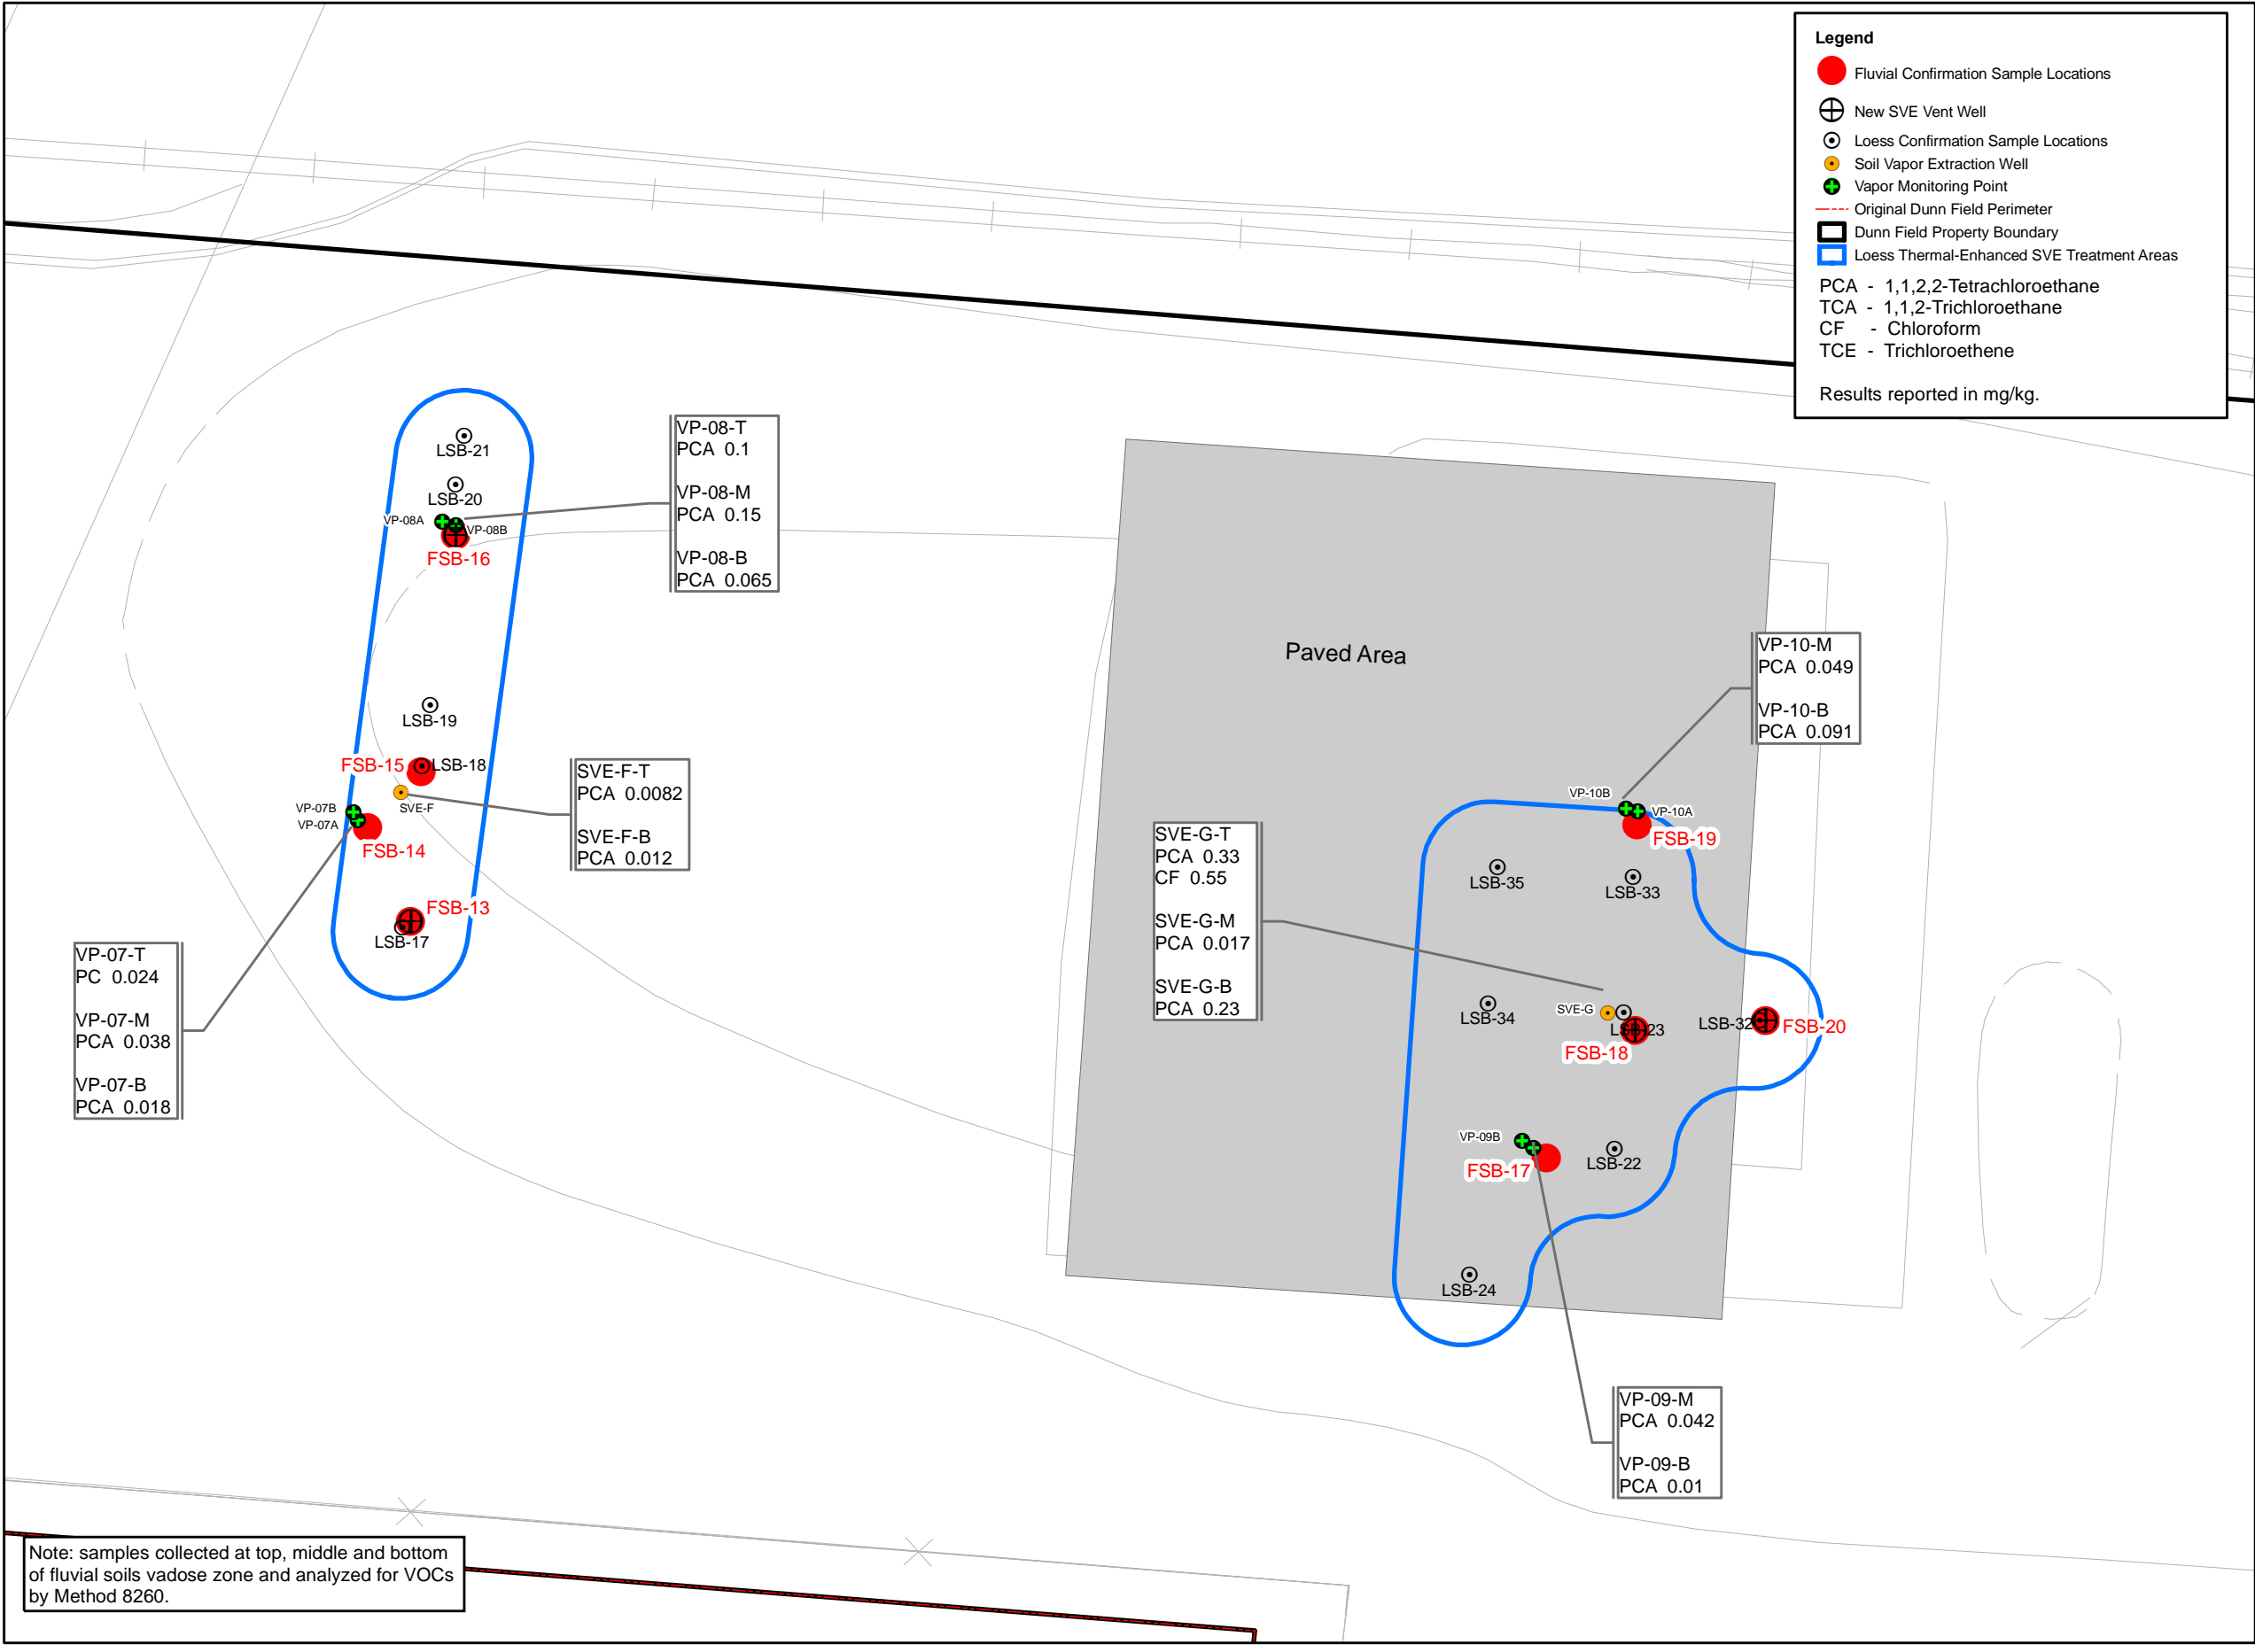 Legend
Fluvial Confirmation Sample Locations
New SVE Vent Well
Loess Confirmation Sample Locations
Soil Vapor Extraction Well
Vapor Monitoring Point
Original Dunn Field Perimeter
Dunn Field Property Boundary
Loess Thermal-Enhanced SVE Treatment Areas
PCA - 1,1,2,2-Tetrachloroethane
TCA - 1,1,2-Trichloroethane
CF - Chloroform
TCE - Trichloroethene
Results reported in mg/kg.
LSB-21
LSB-20
VP-08A
VP-08B
FSB-16
VP-08-T
PCA 0.1
VP-08-M
PCA 0.15
VP-08-B
PCA 0.065
LSB-19
FSB-15
LSB-18
SVE-F
VP-07B
VP-07A
FSB-14
SVE-F-T
PCA 0.0082
SVE-F-B
PCA 0.012
FSB-13
LSB-17
VP-07-T
PC 0.024
VP-07-M
PCA 0.038
VP-07-B
PCA 0.018
Paved Area
VP-10-M
PCA 0.049
VP-10-B
PCA 0.091
VP-10B
VP-10A
FSB-19
SVE-G-T
PCA 0.33
CF 0.55
SVE-G-M
PCA 0.017
SVE-G-B
PCA 0.23
LSB-35
LSB-33
LSB-34
SVE-G
LSB-23
FSB-18
LSB-32
FSB-20
VP-09B
FSB-17
LSB-22
LSB-24
VP-09-M
PCA 0.042
VP-09-B
PCA 0.01
Note: samples collected at top, middle and bottom
of fluvial soils vadose zone and analyzed for VOCs
by Method 8260.